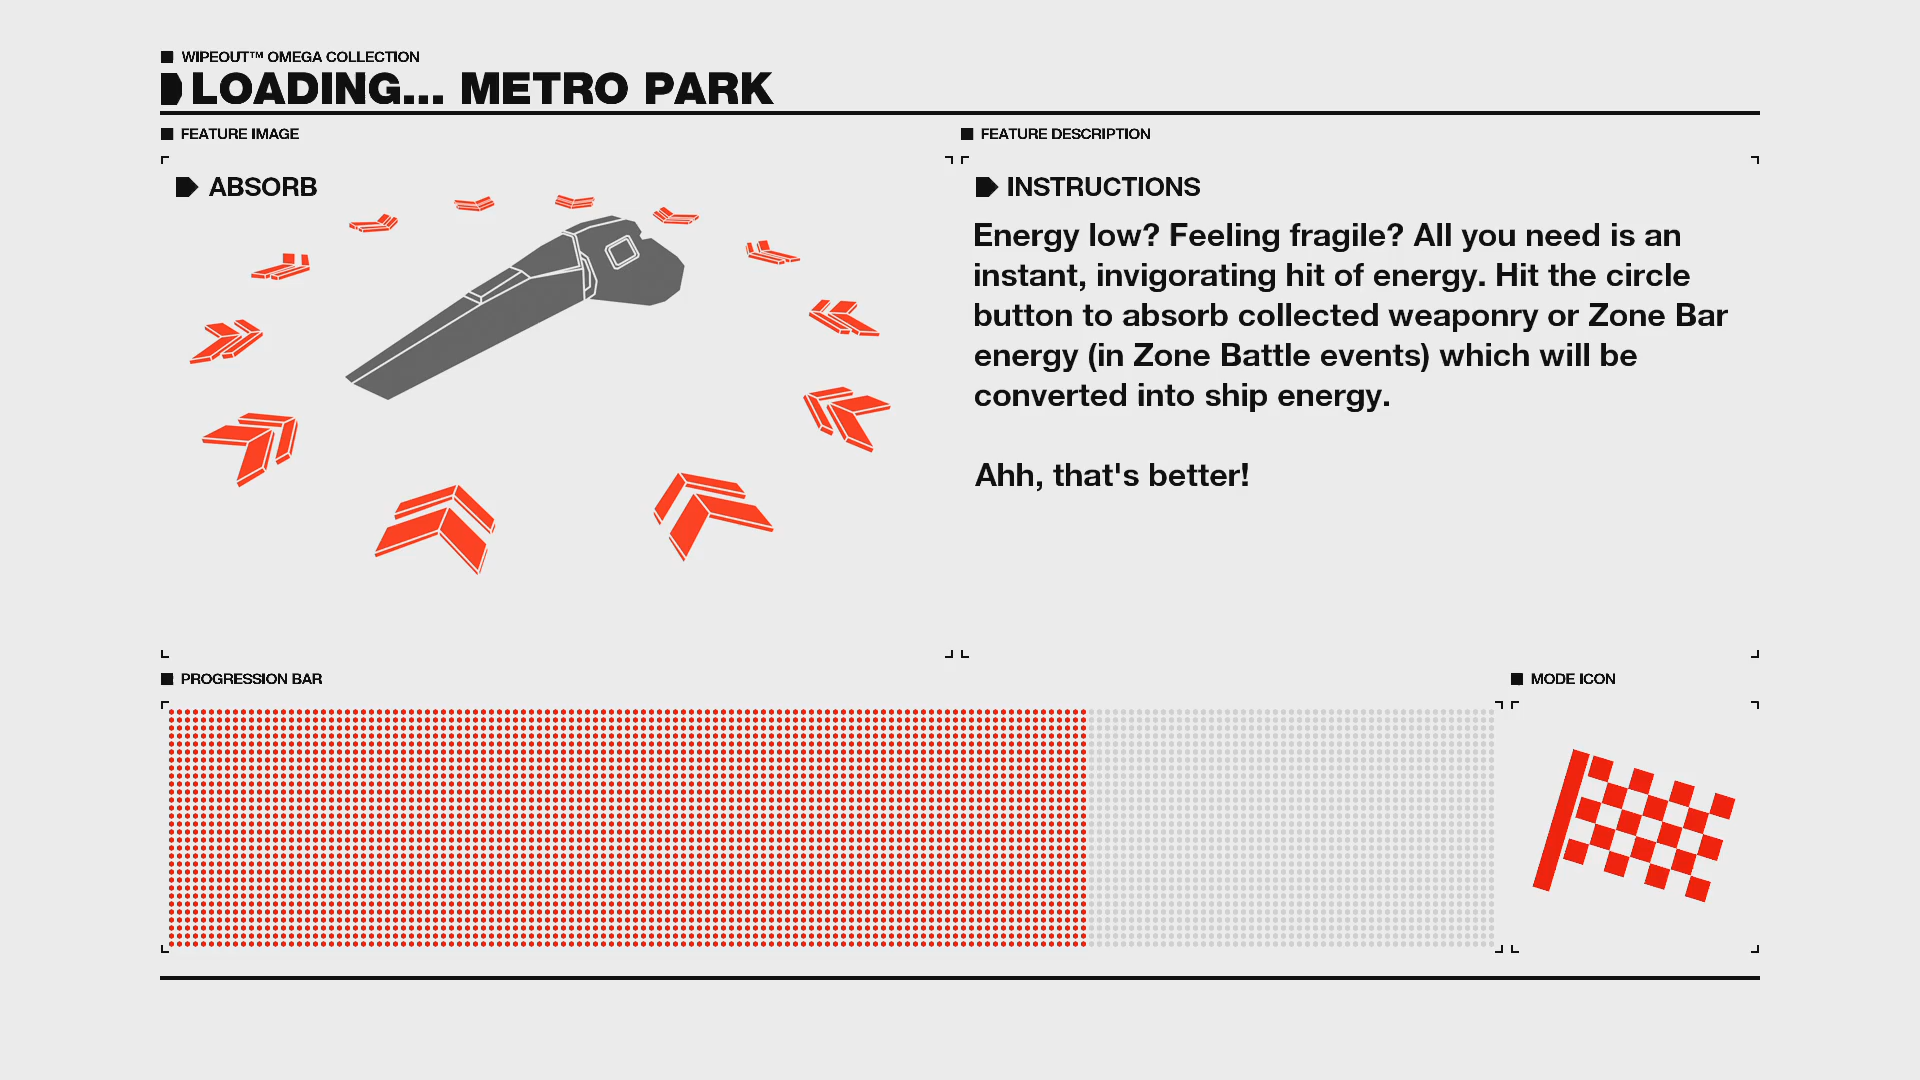 WIPEOUT™ OMEGA COLLECTION
LOADING... METRO PARK
FEATURE IMAGE
ABSORB
FEATURE DESCRIPTION
INSTRUCTIONS
Energy low? Feeling fragile? All you need is an
instant, invigorating hit of energy. Hit the circle
button to absorb collected weaponry or Zone Bar
energy (in Zone Battle events) which will be
converted into ship energy.
Ahh, that's better!
PROGRESSION BAR
MODE ICON